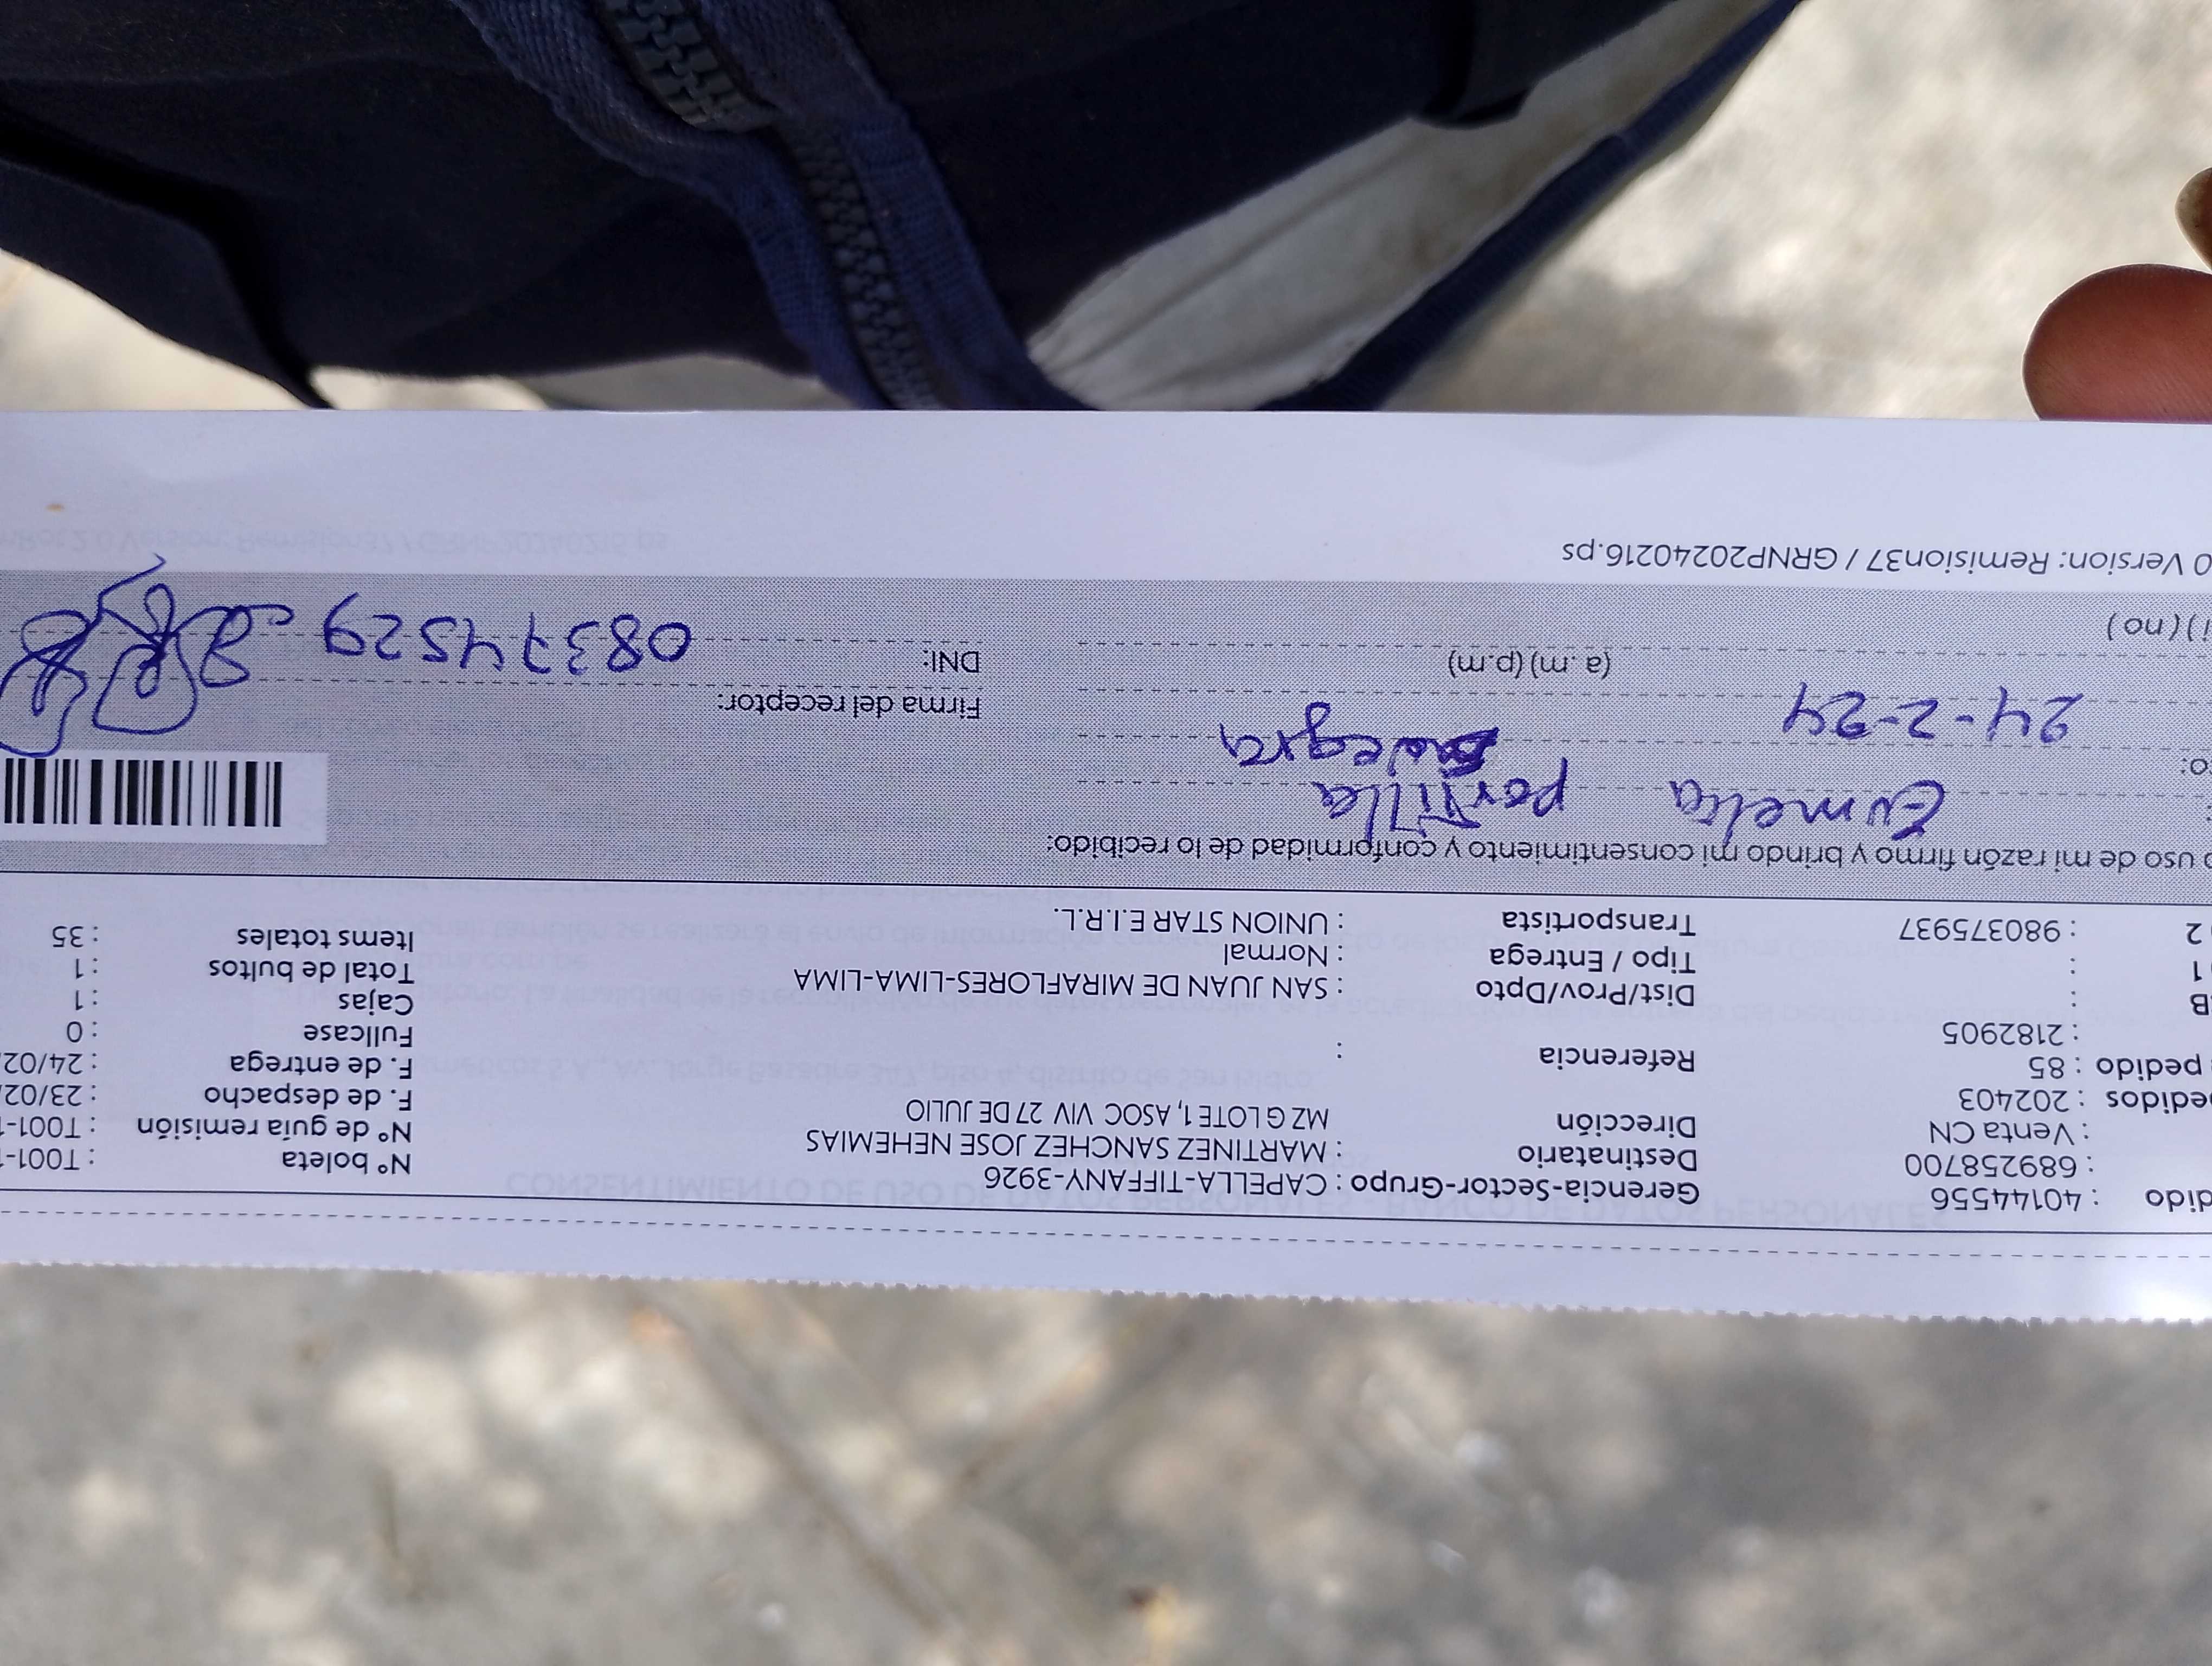 dido : 40144556 Gerencia-Sector-Grupo : CAPELLA-TIFFANY-3926 N° boleta : T001-
: 689258700 Destinatario : MARTINEZ SANCHEZ JOSE NEHEMIAS N° de guía remisión : T001-
: Venta CN Dirección MZ G LOTE 1, ASOC VIV 27 DE JULIO F. de despacho : 23/02/
edidos : 202403 F. de entrega : 24/02
pedido : 85 Referencia : Fullcase : 0
: 2182905 Cajas : 1
B : Dist/Prov/Dpto : SAN JUAN DE MIRAFLORES-LIMA-LIMA Total de bultos : 1
1 : Tipo / Entrega : Normal Items totales : 35
2 : 980375937 Transportista : UNION STAR E.I.R.L.
o uso de mi razón firmo y brindo mi consentimiento y conformidad de lo recibido:
: Eumelia portilla
o: negra
24-2-24 Firma del receptor:
(a.m) (p.m) DNI: 083774529
i ) ( no )
0 Version: Remision37 / GRNP20240216.ps